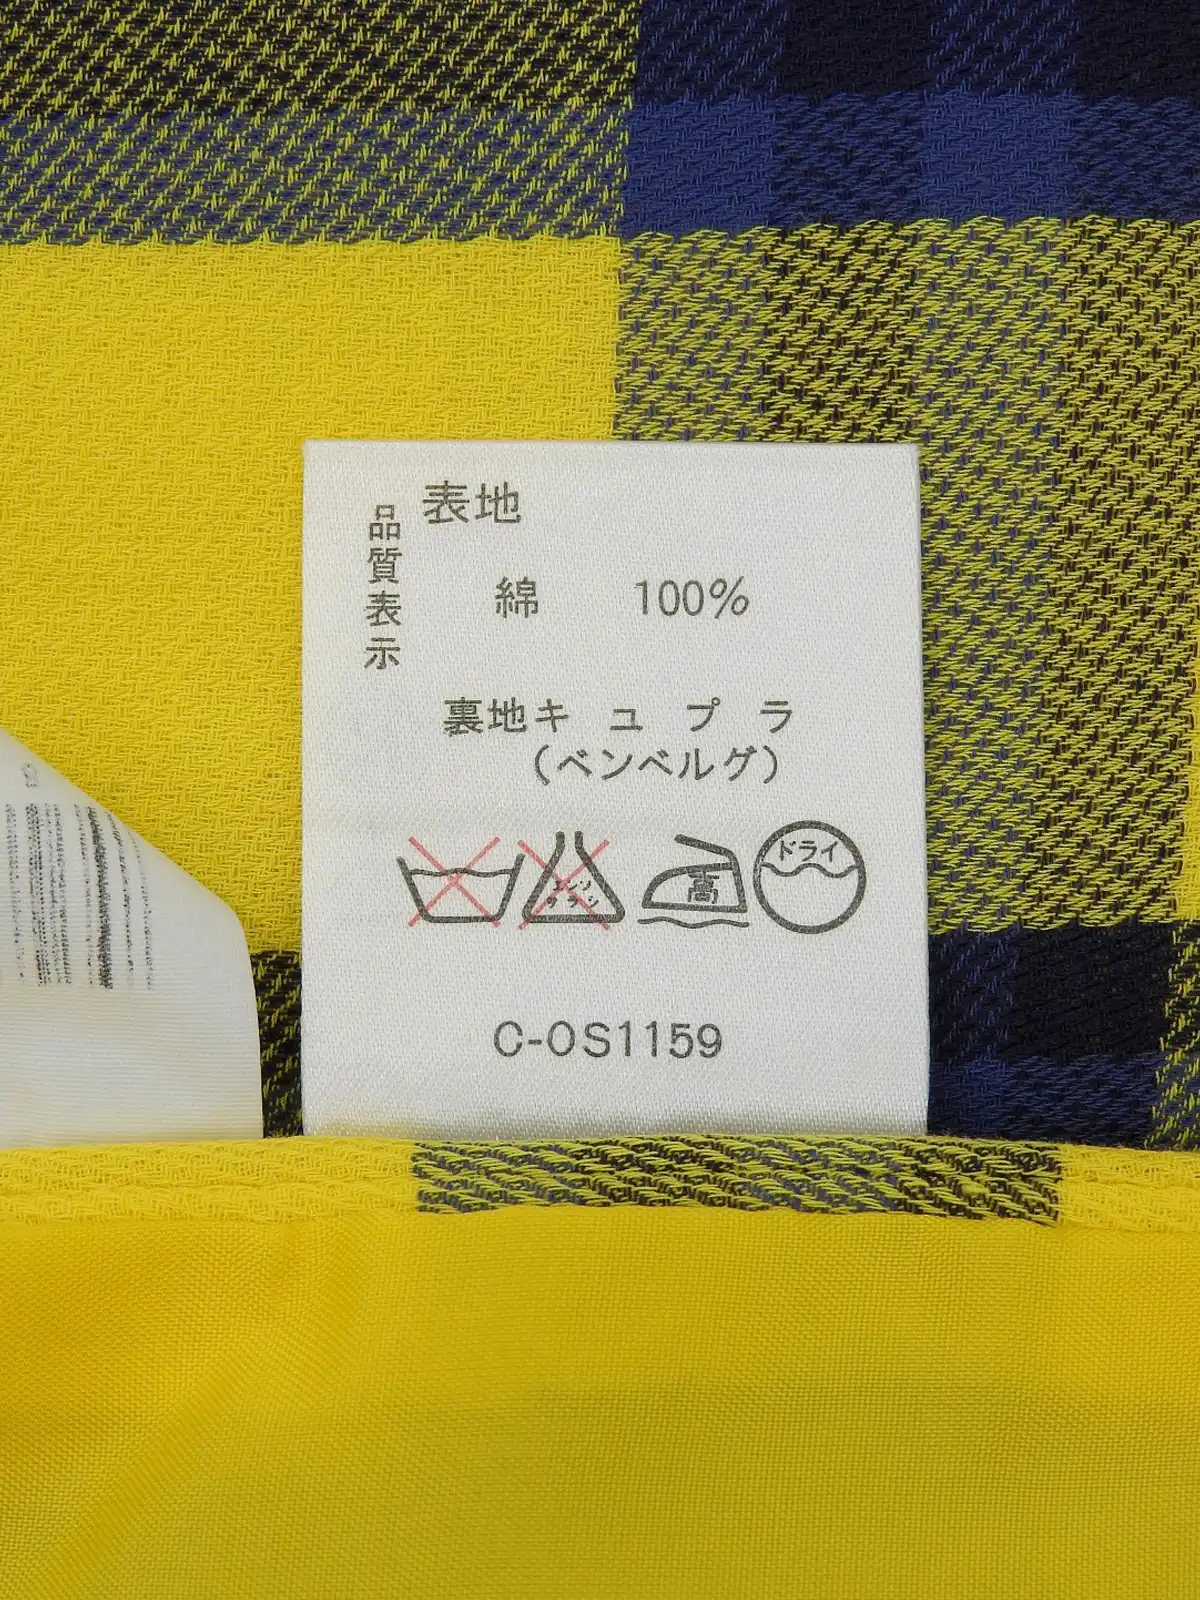 品質表示
表地
綿 100%
裏地キュプラ
(ベンベルグ)
エンソ
サラシ
高
ドライ
C-OS1159